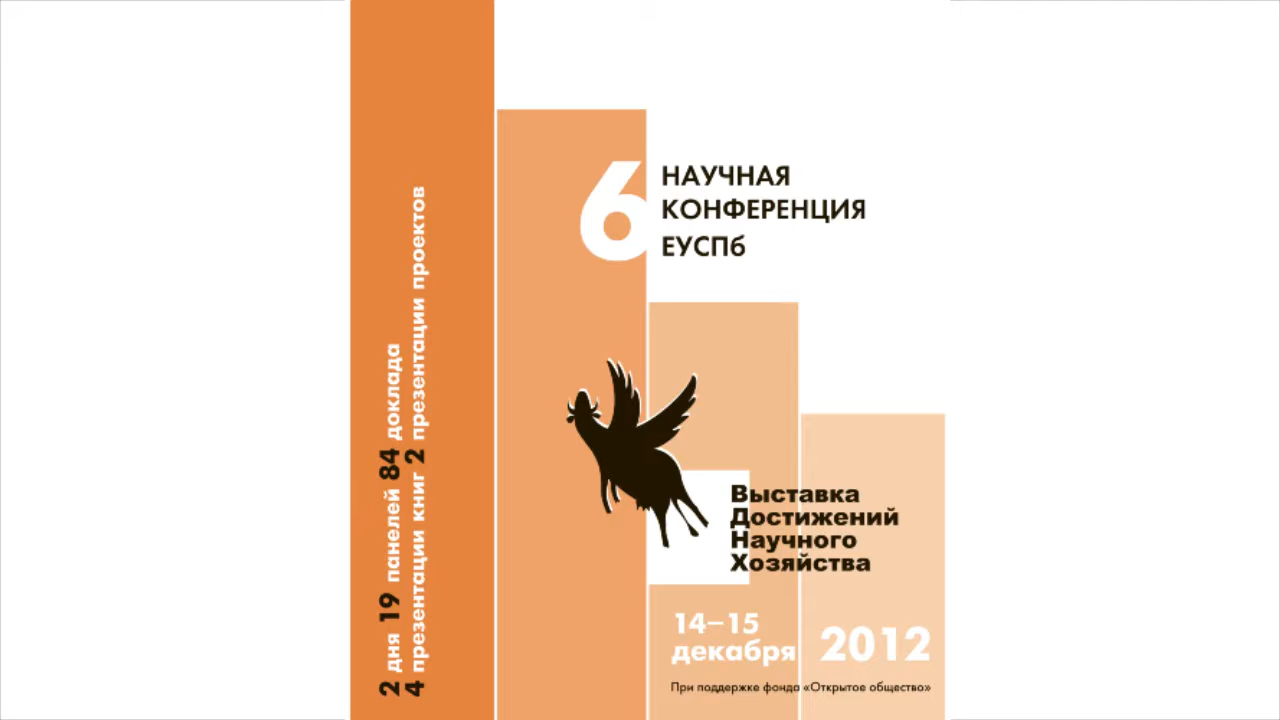 2 дня 19 панелей 84 доклада
4 презентации книг 2 презентации проектов
6
НАУЧНАЯ
КОНФЕРЕНЦИЯ
ЕУСПб
Выставка
Достижений
Научного
Хозяйства
14–15
декабря 2012
При поддержке фонда «Открытое общество»